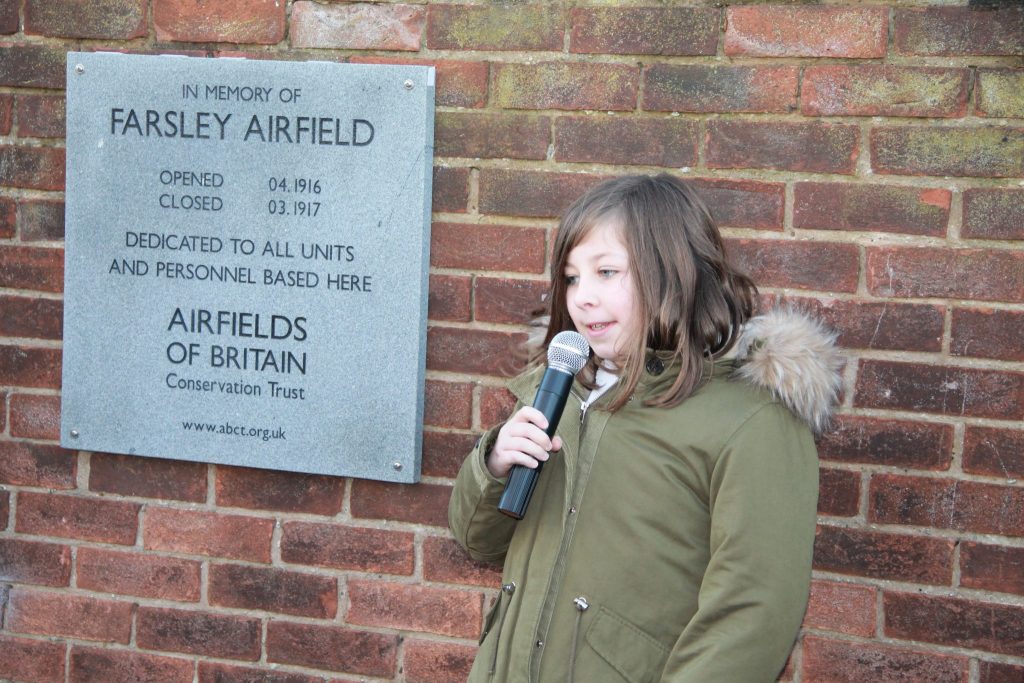 IN MEMORY OF
FARSLEY AIRFIELD
OPENED 04.1916
CLOSED 03.1917
DEDICATED TO ALL UNITS
AND PERSONNEL BASED HERE
AIRFIELDS
OF BRITAIN
Conservation Trust
www.abct.org.uk